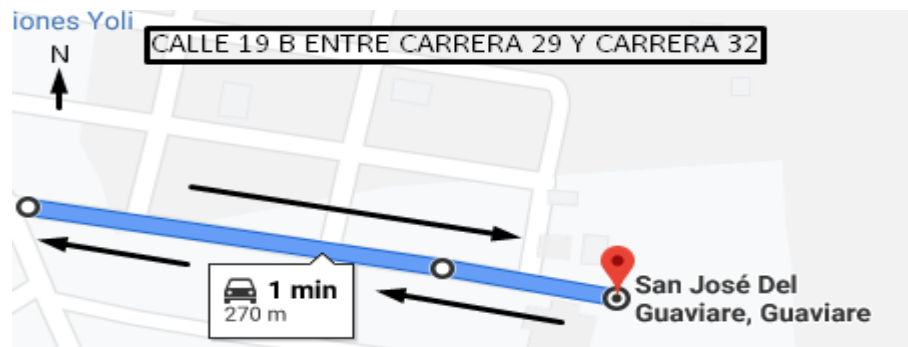 iones Yoli
CALLE 19 B ENTRE CARRERA 29 Y CARRERA 32
N
1 min
270 m
San José Del
Guaviare, Guaviare